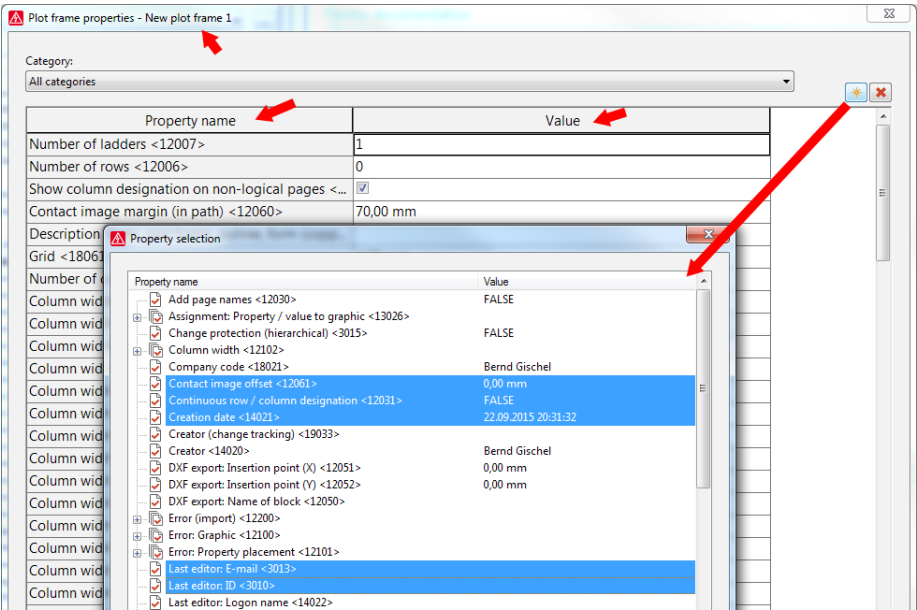 Plot frame properties - New plot frame 1
Category:
All categories
Property name Value
Number of ladders <12007> 1
Number of rows <12006> 0
Show column designation on non-logical pages <...
Contact image margin (in path) <12060> 70,00 mm
Description
Grid <18061
Number of
Column wid
Column wid
Column wid
Column wid
Column wid
Column wid
Column wid
Column wid
Column wid
Column wid
Column wid
Column wid
Column wid
Column wid
Property selection
Property name Value
Add page names <12030> FALSE
Assignment: Property / value to graphic <13026>
Change protection (hierarchical) <3015> FALSE
Column width <12102>
Company code <18021> Bernd Gischel
Contact image offset <12061> 0,00 mm
Continuous row / column designation <12031> FALSE
Creation date <14021> 22.09.2015 20:31:32
Creator (change tracking) <19033>
Creator <14020> Bernd Gischel
DXF export: Insertion point (X) <12051> 0,00 mm
DXF export: Insertion point (Y) <12052> 0,00 mm
DXF export: Name of block <12050>
Error (import) <12200>
Error: Graphic <12100>
Error: Property placement <12101>
Last editor: E-mail <3013>
Last editor: ID <3010>
Last editor: Logon name <14022>